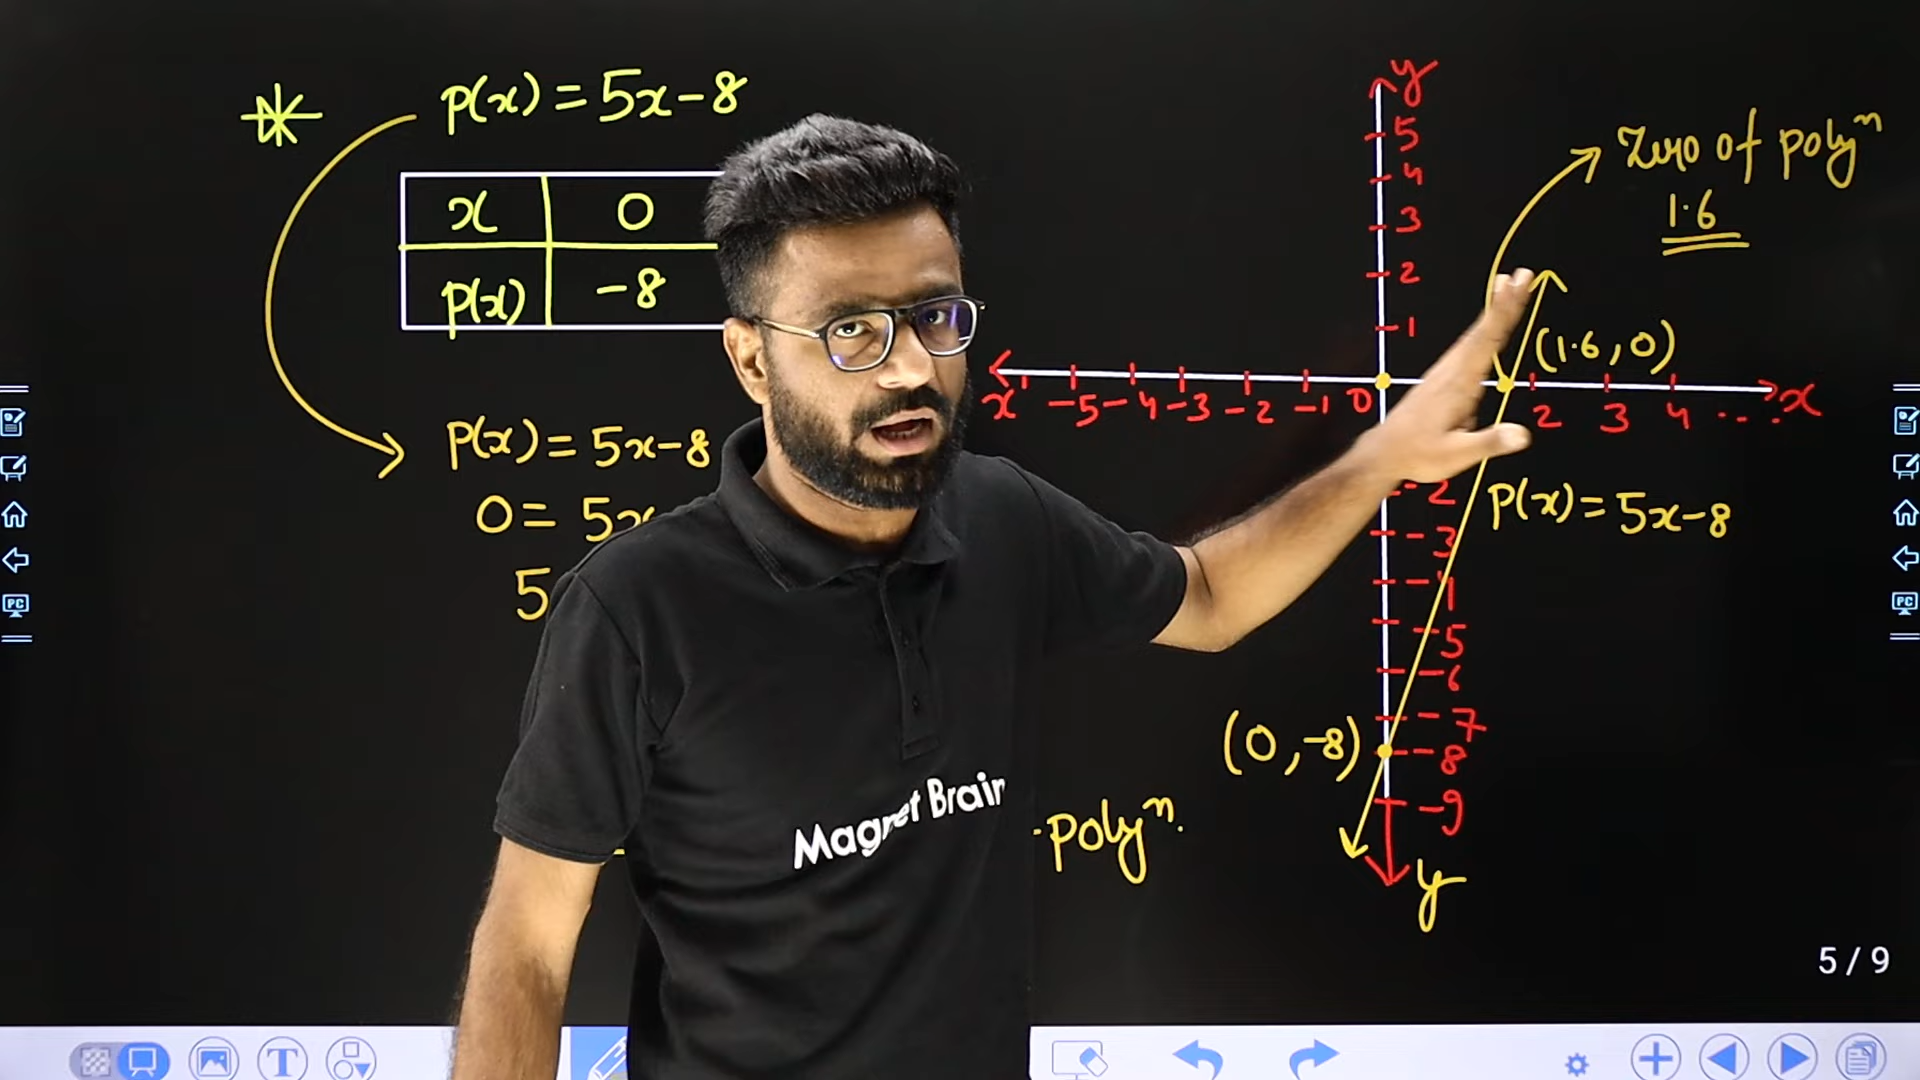 p(x) = 5x-8
x 0
p(x) -8
p(x) = 5x-8
0 = 5x
5
polyⁿ.
Magnet Brain
y
5
4
3
2
1
x -5 -4 -3 -2 -1 0 2 3 4 ... x
-2
-3
-4
-5
-6
-7
-8
-9
y
Zero of polyⁿ
1.6
(1.6, 0)
p(x) = 5x-8
(0, -8)
5 / 9
PC
PC
T